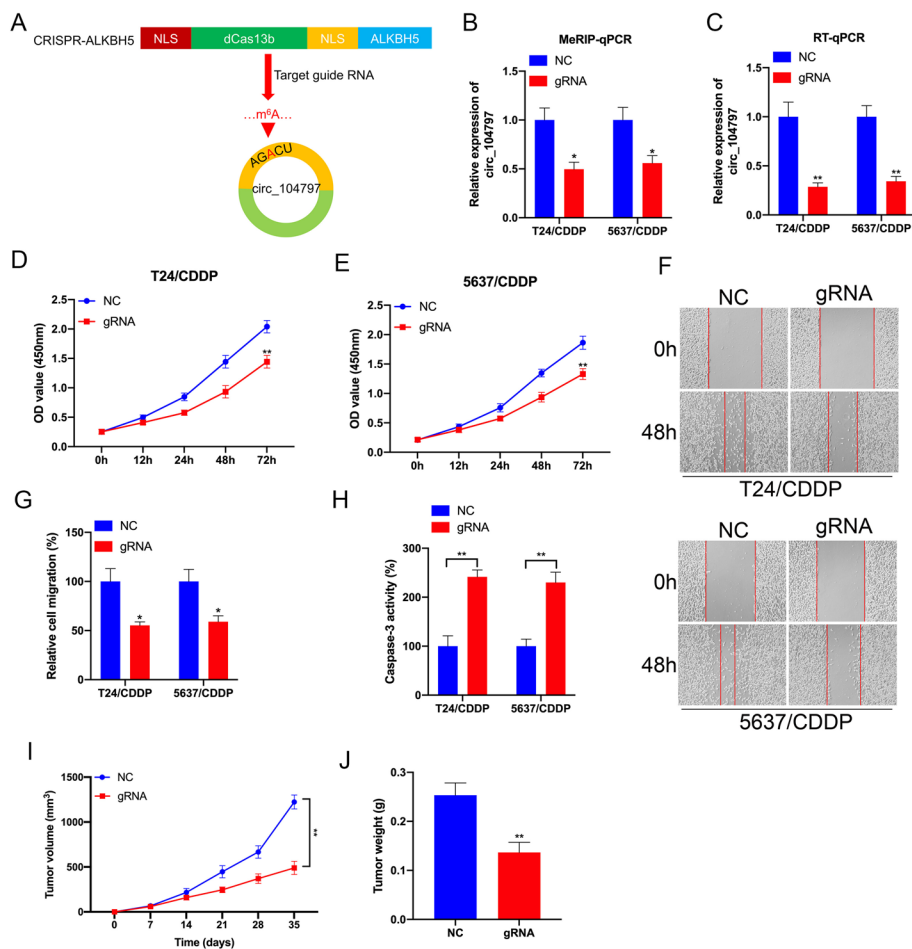 A
CRISPR-ALKBH5
NLS
dCas13b
NLS
ALKBH5
Target guide RNA
...m⁶A...
AGACU
circ_104797
B
MeRIP-qPCR
NC
gRNA
Relative expression of
circ_104797
1.5
1.0
0.5
0.0
*
*
T24/CDDP
5637/CDDP
C
RT-qPCR
NC
gRNA
Relative expression of
circ_104797
1.5
1.0
0.5
0.0
**
**
T24/CDDP
5637/CDDP
D
T24/CDDP
NC
gRNA
OD value (450nm)
2.5
2.0
1.5
1.0
0.5
0.0
**
0h
12h
24h
48h
72h
E
5637/CDDP
NC
gRNA
OD value (450nm)
2.5
2.0
1.5
1.0
0.5
0.0
**
0h
12h
24h
48h
72h
F
NC
gRNA
0h
48h
T24/CDDP
NC
gRNA
0h
48h
5637/CDDP
G
NC
gRNA
Relative cell migration (%)
150
100
50
0
*
*
T24/CDDP
5637/CDDP
H
NC
gRNA
Caspase-3 activity (%)
300
200
100
0
**
**
T24/CDDP
5637/CDDP
I
NC
gRNA
Tumor volume (mm³)
1500
1000
500
0
**
0
7
14
21
28
35
Time (days)
J
Tumor weight (g)
0.3
0.2
0.1
0.0
**
NC
gRNA